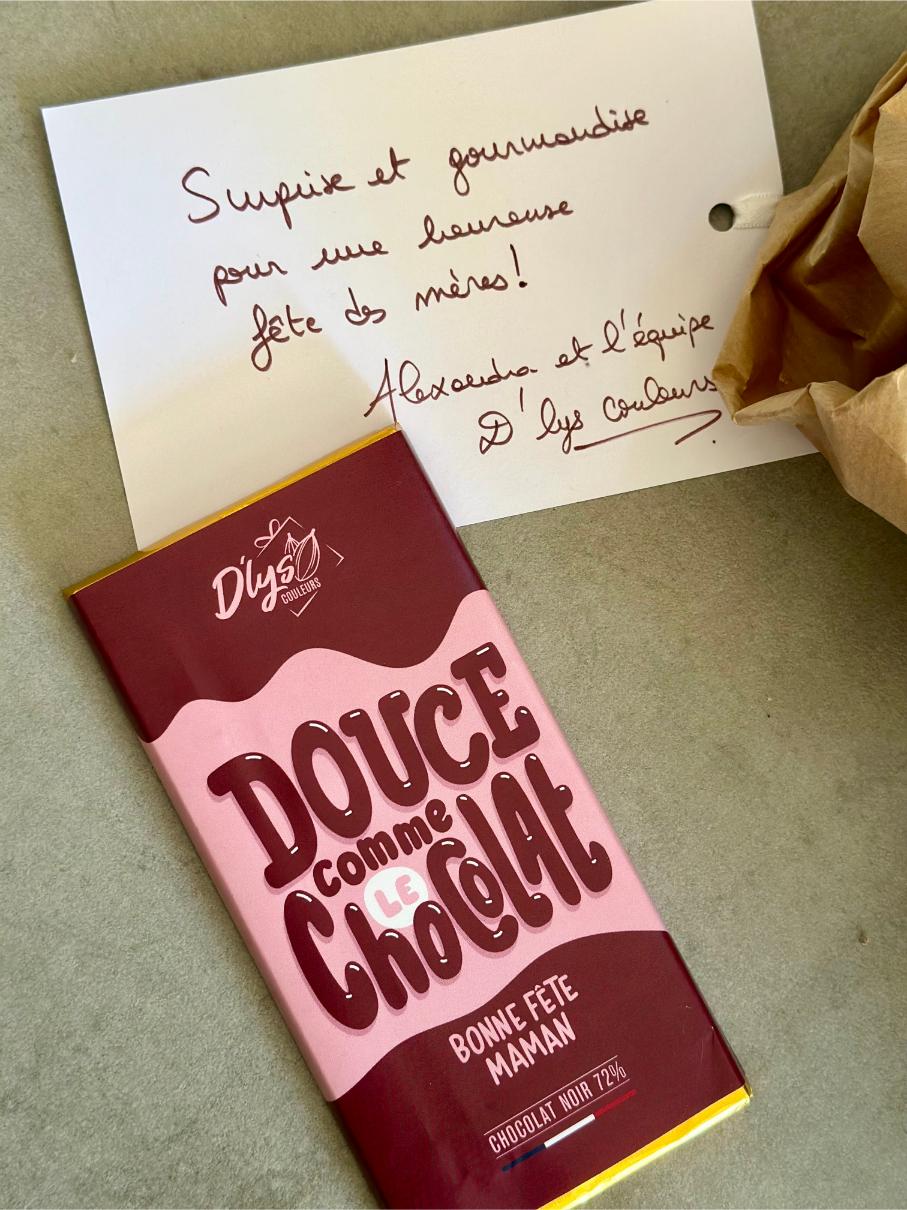 Surprise et gourmandise
pour une heureuse
fête des mères!
Alexandra et l'équipe
D'lys couleurs
D'lys
COULEURS
DOUCE
comme
LE
ChoColAt
BONNE FÊTE
MAMAN
CHOCOLAT NOIR 72%